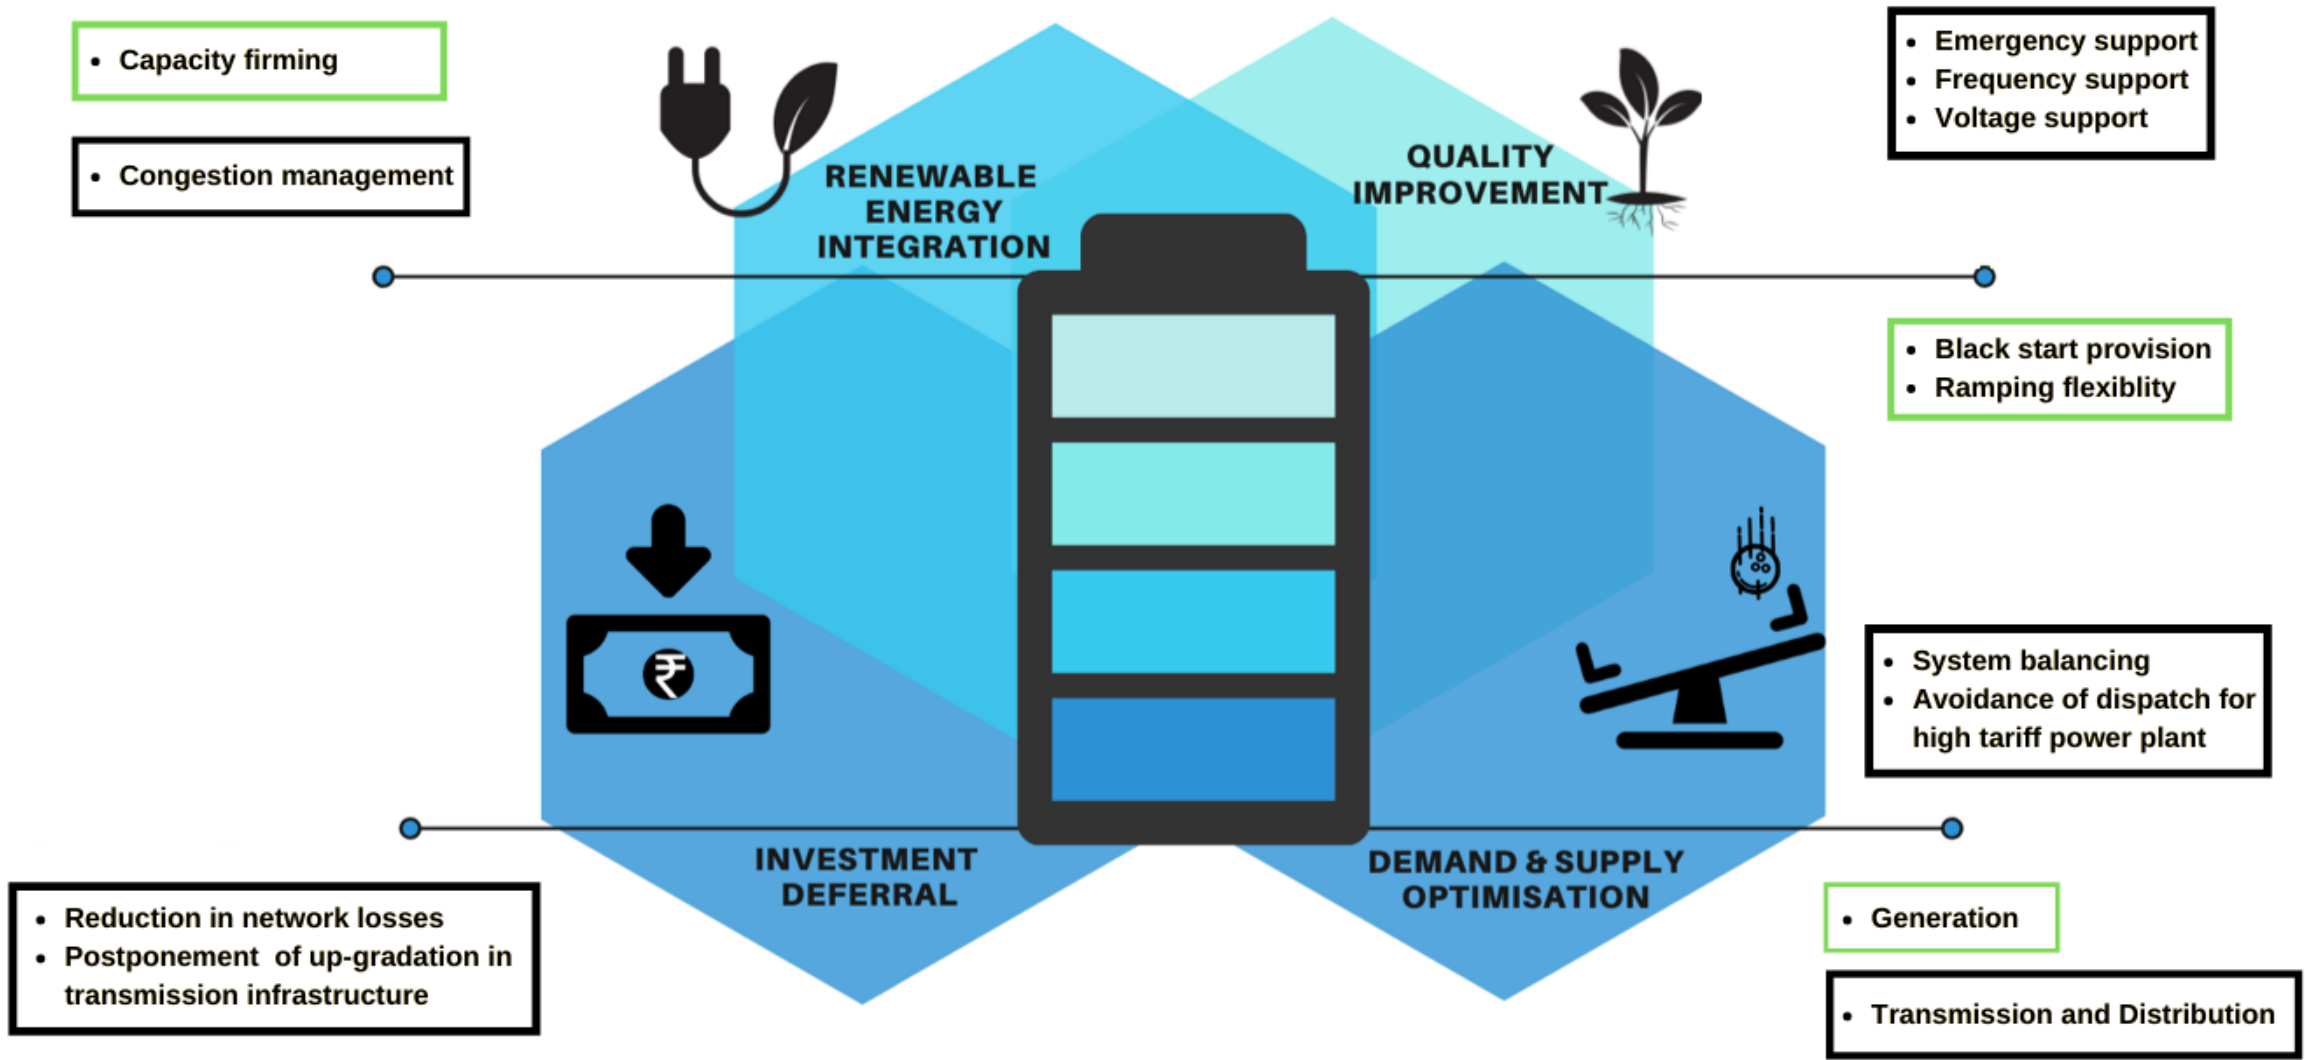 • Capacity firming
• Congestion management
RENEWABLE
ENERGY
INTEGRATION
QUALITY
IMPROVEMENT
• Emergency support
• Frequency support
• Voltage support
• Black start provision
• Ramping flexiblity
₹
• System balancing
• Avoidance of dispatch for
high tariff power plant
INVESTMENT
DEFERRAL
DEMAND & SUPPLY
OPTIMISATION
• Reduction in network losses
• Postponement  of up-gradation in
transmission infrastructure
• Generation
• Transmission and Distribution